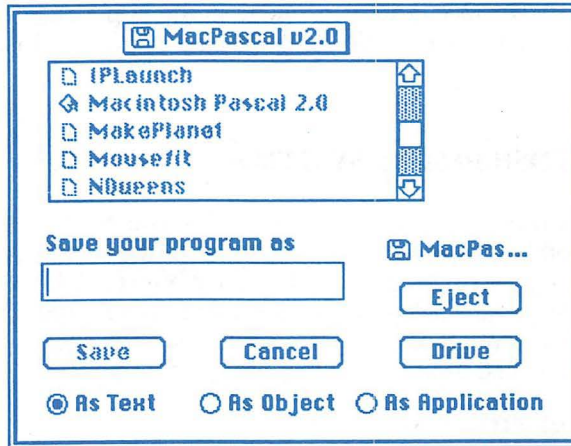 MacPascal v2.0
IPLaunch
Macintosh Pascal 2.0
MakePlanet
Mousefit
NQueens
Save your program as
MacPas...
Eject
Save
Cancel
Drive
As Text
As Object
As Application